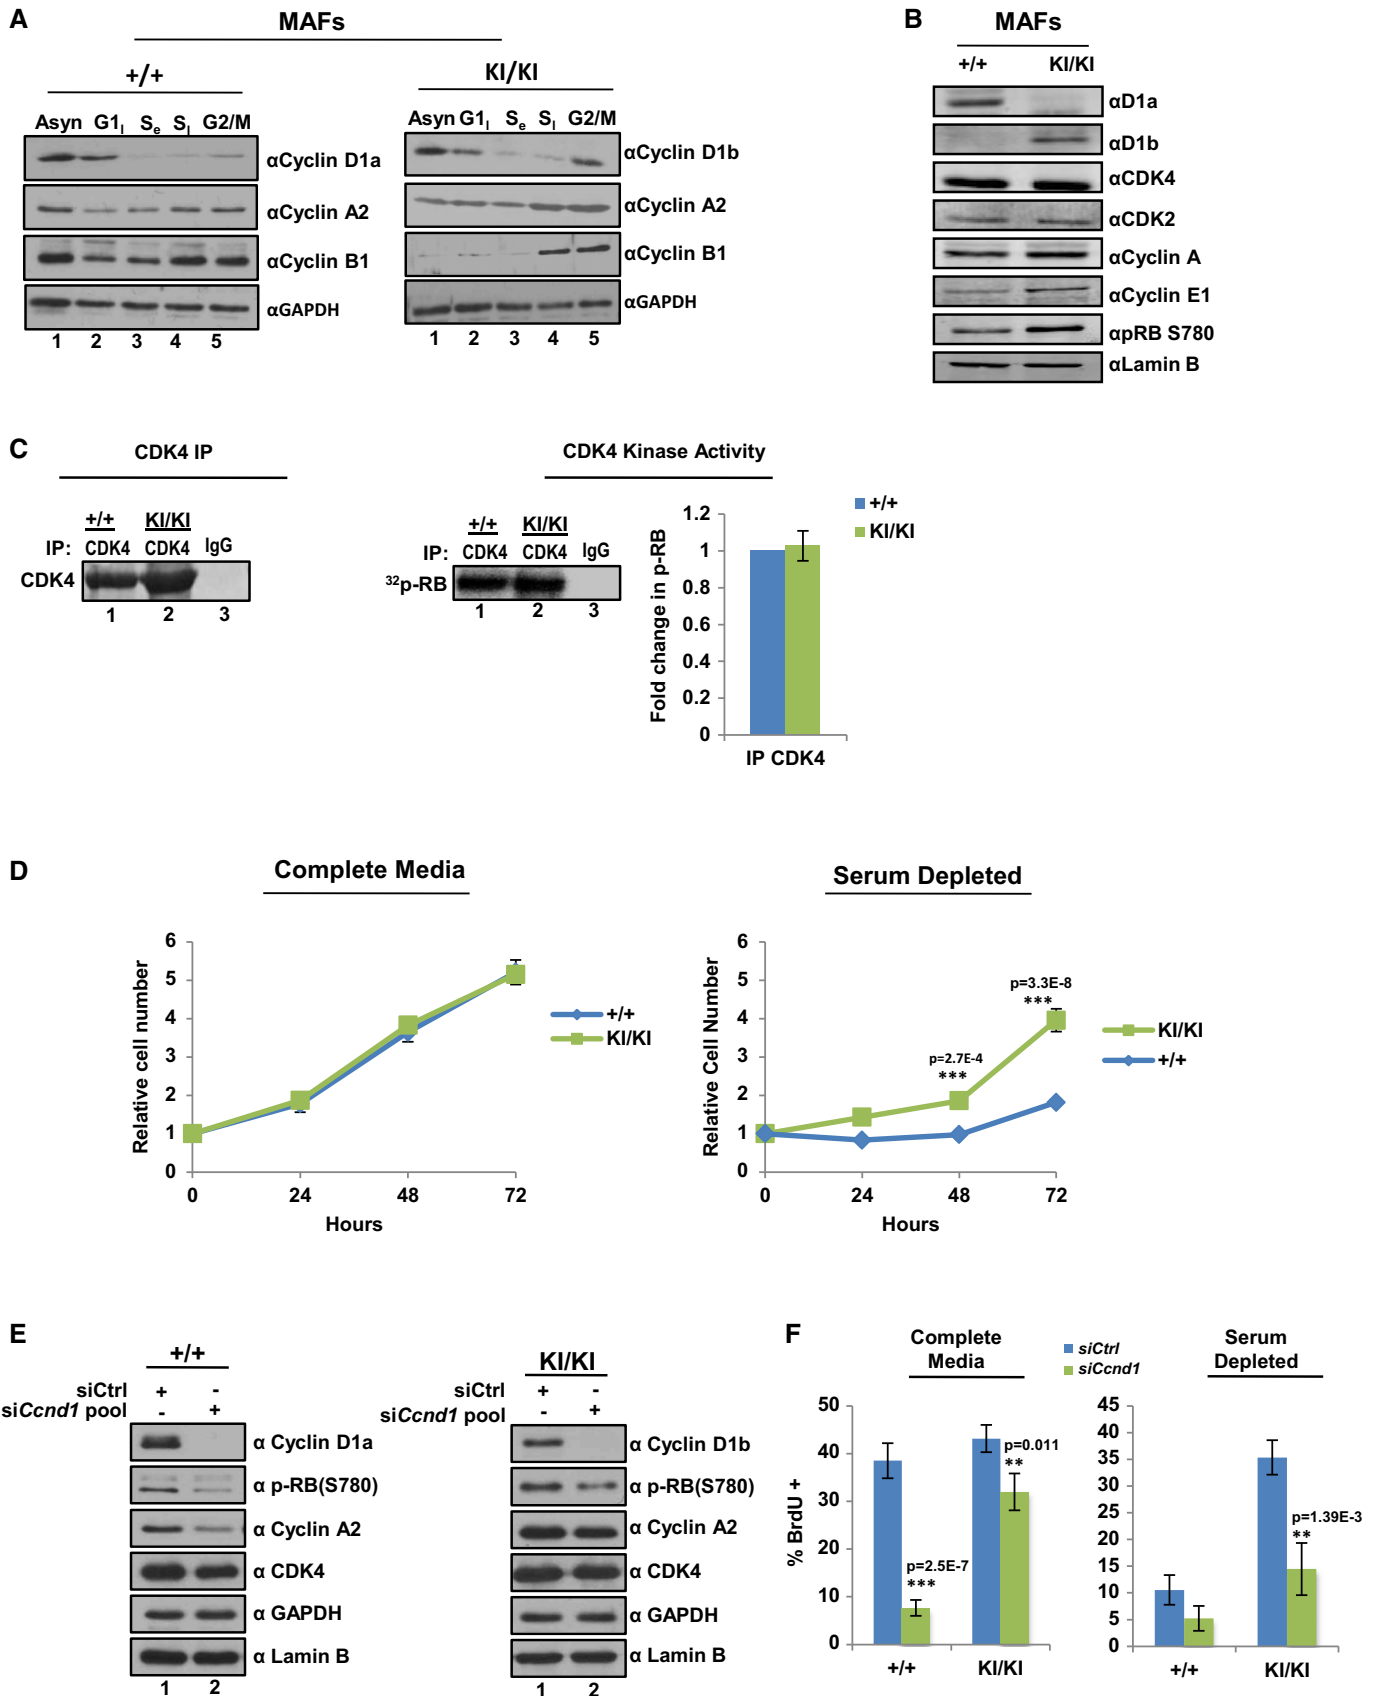 A
MAFs
+/+
KI/KI
Asyn G1l Se Sl G2/M
Asyn G1l Se Sl G2/M
αCyclin D1a
αCyclin A2
αCyclin B1
αGAPDH
1 2 3 4 5
αCyclin D1b
αCyclin A2
αCyclin B1
αGAPDH
1 2 3 4 5
B
MAFs
+/+ KI/KI
αD1a
αD1b
αCDK4
αCDK2
αCyclin A
αCyclin E1
αpRB S780
αLamin B
C
CDK4 IP
+/+ KI/KI
IP: CDK4 CDK4 IgG
CDK4
1 2 3
CDK4 Kinase Activity
+/+ KI/KI
IP: CDK4 CDK4 IgG
32p-RB
1 2 3
Fold change in p-RB
1.2
1
0.8
0.6
0.4
0.2
0
IP CDK4
+/+
KI/KI
D
Complete Media
Relative cell number
6
5
4
3
2
1
0
0 24 48 72
Hours
+/+
KI/KI
Serum Depleted
Relative Cell Number
6
5
4
3
2
1
0
0 24 48 72
Hours
p=2.7E-4
***
p=3.3E-8
***
KI/KI
+/+
E
+/+
siCtrl + -
siCcnd1 pool - +
α Cyclin D1a
α p-RB(S780)
α Cyclin A2
α CDK4
α GAPDH
α Lamin B
1 2
KI/KI
siCtrl + -
siCcnd1 pool - +
α Cyclin D1b
α p-RB(S780)
α Cyclin A2
α CDK4
α GAPDH
α Lamin B
1 2
F
Complete
Media
siCtrl
siCcnd1
Serum
Depleted
% BrdU +
50
40
30
20
10
0
p=2.5E-7
***
p=0.011
**
+/+ KI/KI
45
40
35
30
25
20
15
10
5
0
p=1.39E-3
**
+/+ KI/KI